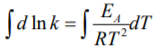 ∫ d ln k = ∫ E_A / RT² dT